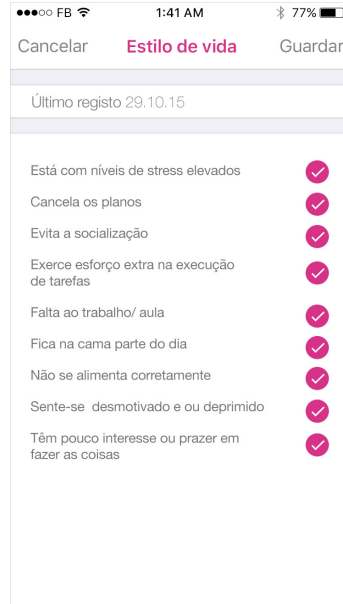 FB 1:41 AM 77%
Cancelar Estilo de vida Guardar
Último registo 29.10.15
Está com níveis de stress elevados
Cancela os planos
Evita a socialização
Exerce esforço extra na execução
de tarefas
Falta ao trabalho/ aula
Fica na cama parte do dia
Não se alimenta corretamente
Sente-se desmotivado e ou deprimido
Têm pouco interesse ou prazer em
fazer as coisas